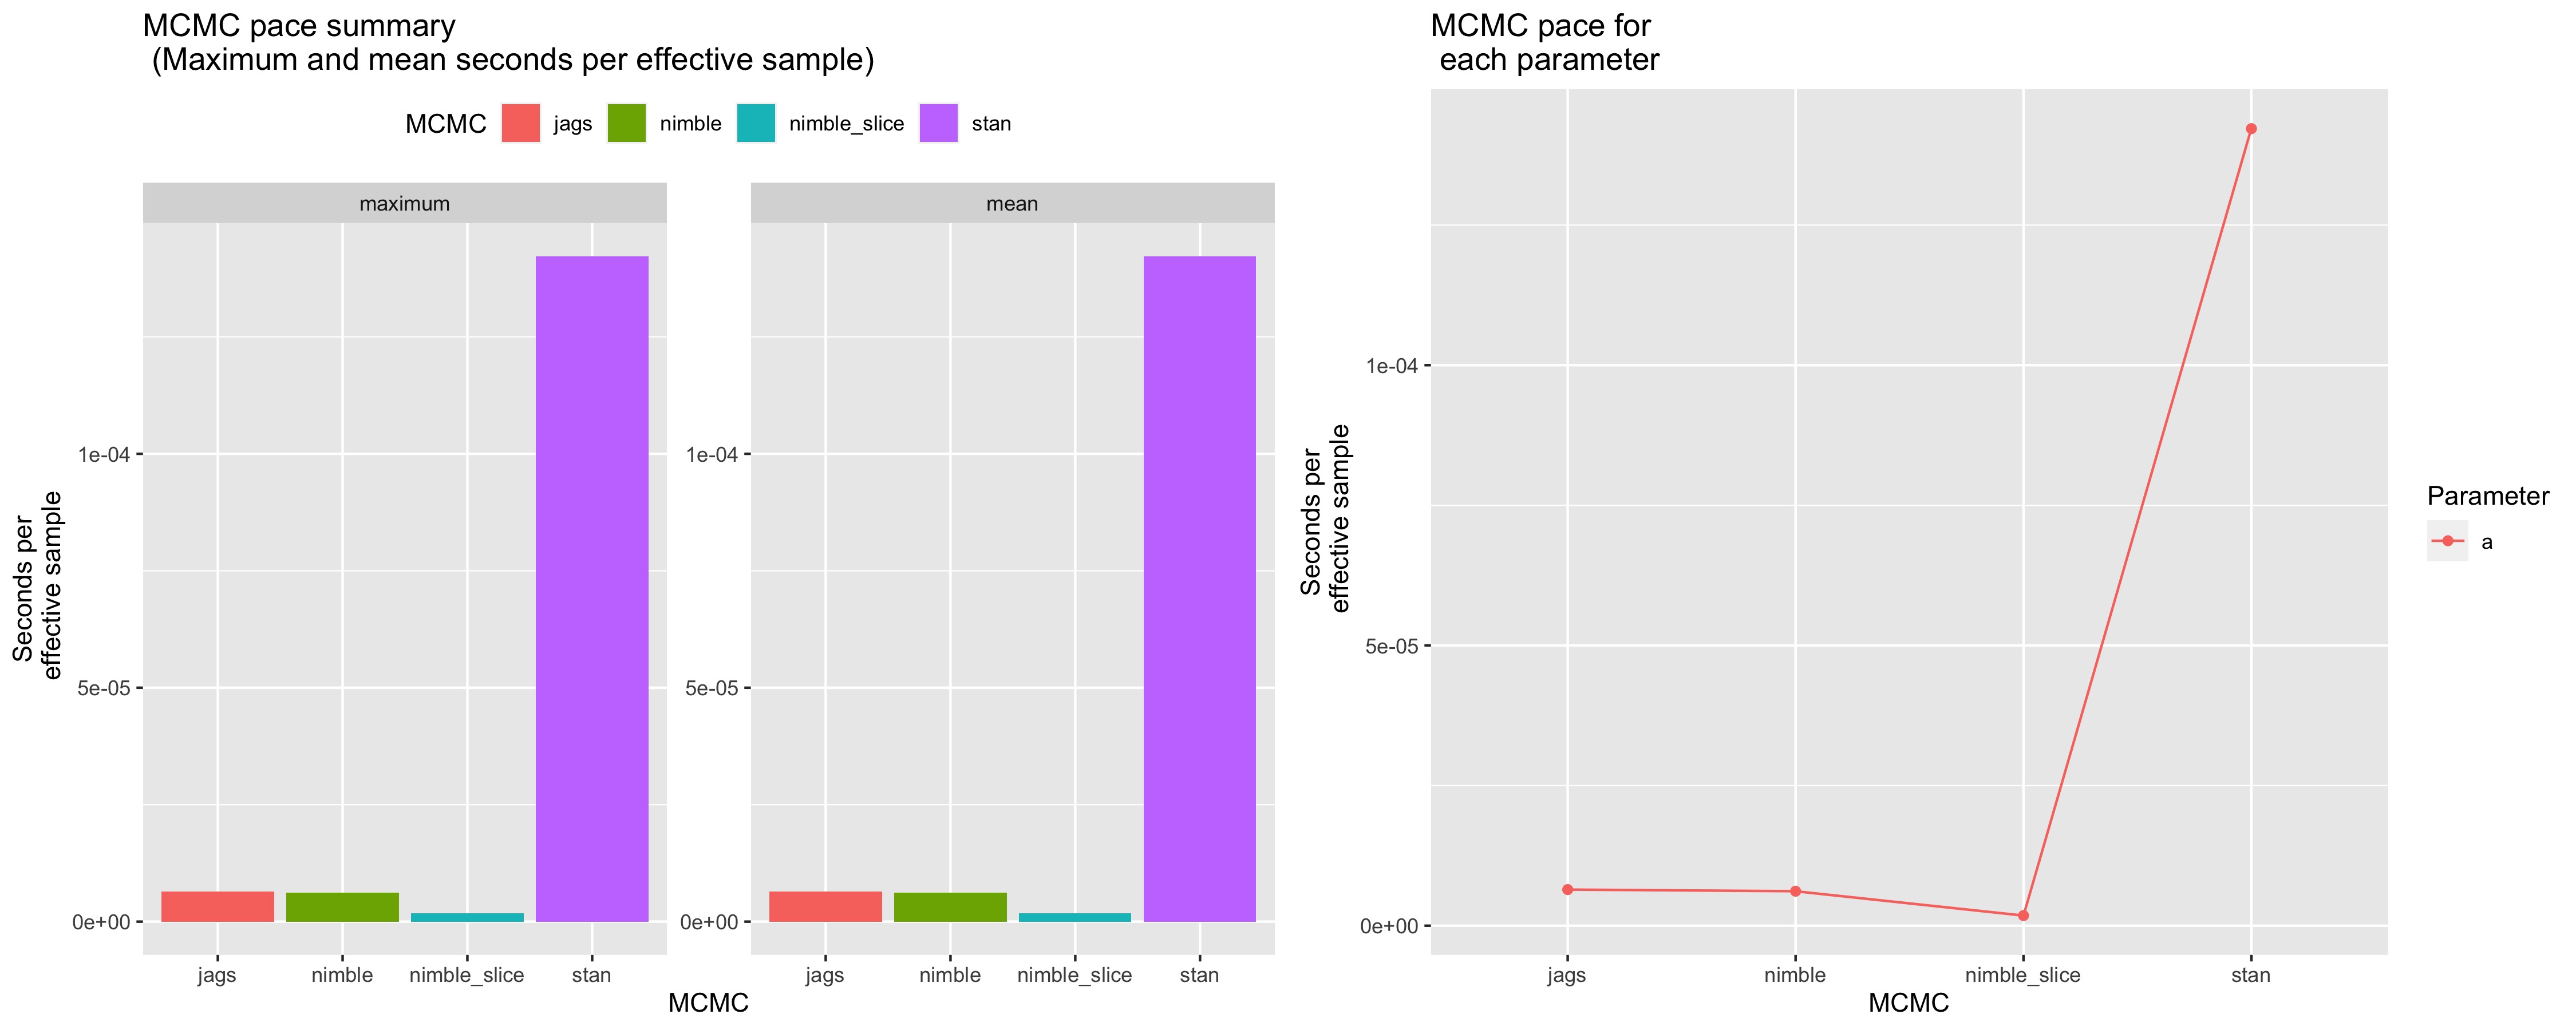 MCMC pace summary
(Maximum and mean seconds per effective sample)
MCMC jags nimble nimble_slice stan
maximum
mean
Seconds per
effective sample
1e-04
5e-05
0e+00
1e-04
5e-05
0e+00
jags nimble nimble_slice stan
jags nimble nimble_slice stan
MCMC
MCMC pace for
each parameter
Seconds per
effective sample
1e-04
5e-05
0e+00
jags nimble nimble_slice stan
MCMC
Parameter
a